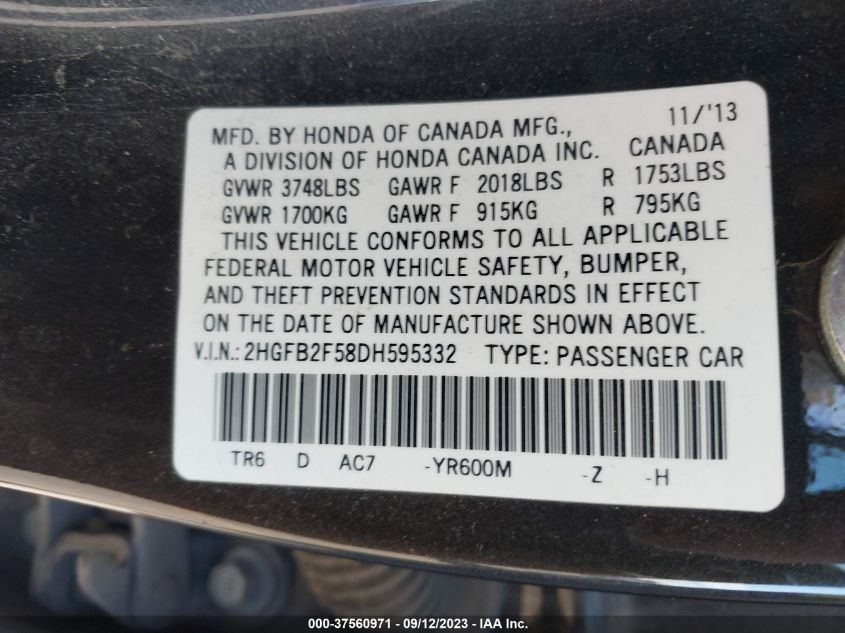 11/'13
MFD. BY HONDA OF CANADA MFG.,
A DIVISION OF HONDA CANADA INC. CANADA
GVWR 3748LBS GAWR F 2018LBS R 1753LBS
GVWR 1700KG GAWR F 915KG R 795KG
THIS VEHICLE CONFORMS TO ALL APPLICABLE
FEDERAL MOTOR VEHICLE SAFETY, BUMPER,
AND THEFT PREVENTION STANDARDS IN EFFECT
ON THE DATE OF MANUFACTURE SHOWN ABOVE.
V.I.N.: 2HGFB2F58DH595332 TYPE: PASSENGER CAR
TR6 D AC7 -YR600M -Z -H
000-37560971 - 09/12/2023 - IAA Inc.